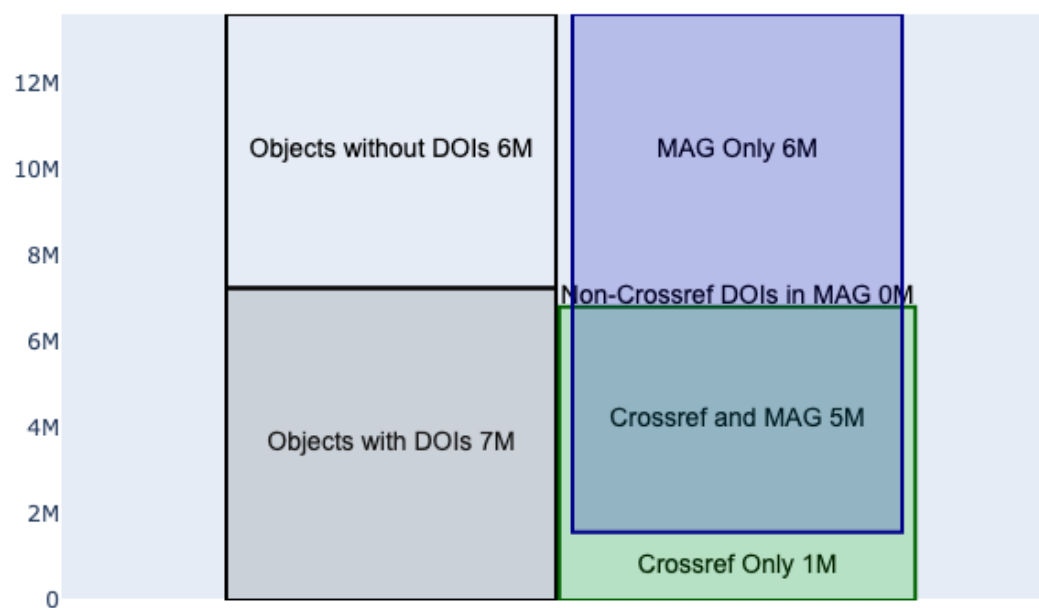 12M
10M
8M
6M
4M
2M
0
Objects without DOIs 6M
Objects with DOIs 7M
MAG Only 6M
Non-Crossref DOIs in MAG 0M
Crossref and MAG 5M
Crossref Only 1M